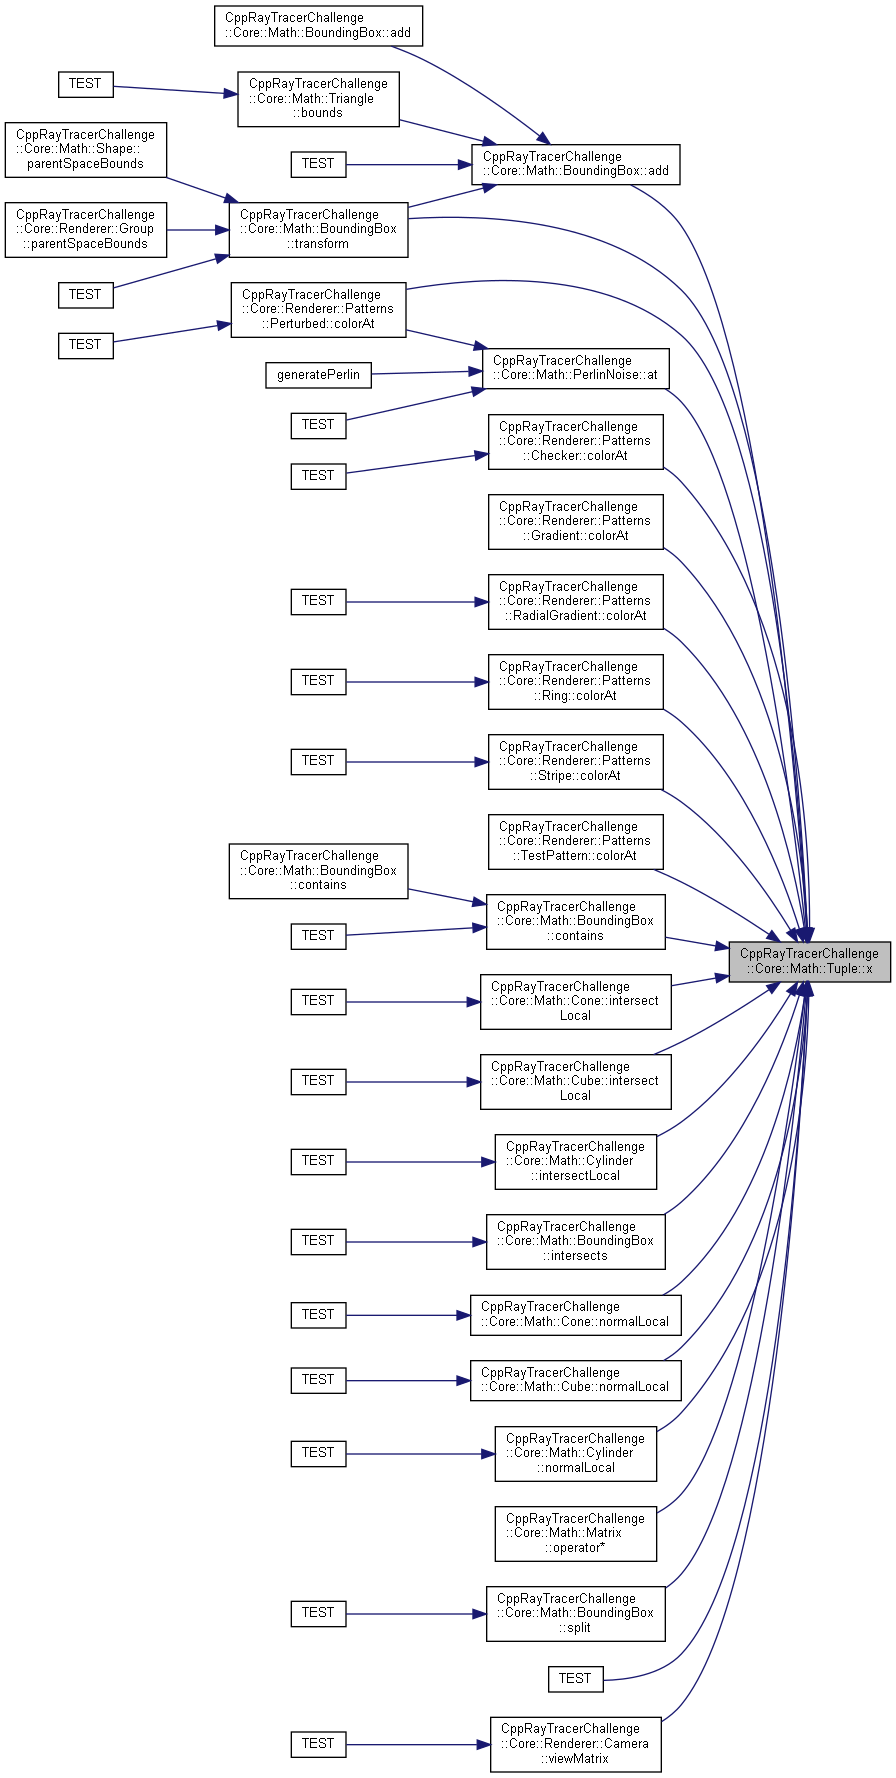 CppRayTracerChallenge
::Core::Math::BoundingBox::add
TEST
CppRayTracerChallenge
::Core::Math::Triangle
::bounds
CppRayTracerChallenge
::Core::Math::Shape::
parentSpaceBounds
TEST
CppRayTracerChallenge
::Core::Math::BoundingBox::add
CppRayTracerChallenge
::Core::Renderer::Group
::parentSpaceBounds
CppRayTracerChallenge
::Core::Math::BoundingBox
::transform
TEST
CppRayTracerChallenge
::Core::Renderer::Patterns
::Perturbed::colorAt
TEST
generatePerlin
CppRayTracerChallenge
::Core::Math::PerlinNoise::at
TEST
CppRayTracerChallenge
::Core::Renderer::Patterns
::Checker::colorAt
TEST
CppRayTracerChallenge
::Core::Renderer::Patterns
::Gradient::colorAt
TEST
CppRayTracerChallenge
::Core::Renderer::Patterns
::RadialGradient::colorAt
TEST
CppRayTracerChallenge
::Core::Renderer::Patterns
::Ring::colorAt
TEST
CppRayTracerChallenge
::Core::Renderer::Patterns
::Stripe::colorAt
CppRayTracerChallenge
::Core::Renderer::Patterns
::TestPattern::colorAt
CppRayTracerChallenge
::Core::Math::BoundingBox
::contains
TEST
CppRayTracerChallenge
::Core::Math::BoundingBox
::contains
CppRayTracerChallenge
::Core::Math::Tuple::x
TEST
CppRayTracerChallenge
::Core::Math::Cone::intersect
Local
TEST
CppRayTracerChallenge
::Core::Math::Cube::intersect
Local
TEST
CppRayTracerChallenge
::Core::Math::Cylinder
::intersectLocal
TEST
CppRayTracerChallenge
::Core::Math::BoundingBox
::intersects
TEST
CppRayTracerChallenge
::Core::Math::Cone::normalLocal
TEST
CppRayTracerChallenge
::Core::Math::Cube::normalLocal
TEST
CppRayTracerChallenge
::Core::Math::Cylinder
::normalLocal
CppRayTracerChallenge
::Core::Math::Matrix
::operator*
TEST
CppRayTracerChallenge
::Core::Math::BoundingBox
::split
TEST
TEST
CppRayTracerChallenge
::Core::Renderer::Camera
::viewMatrix